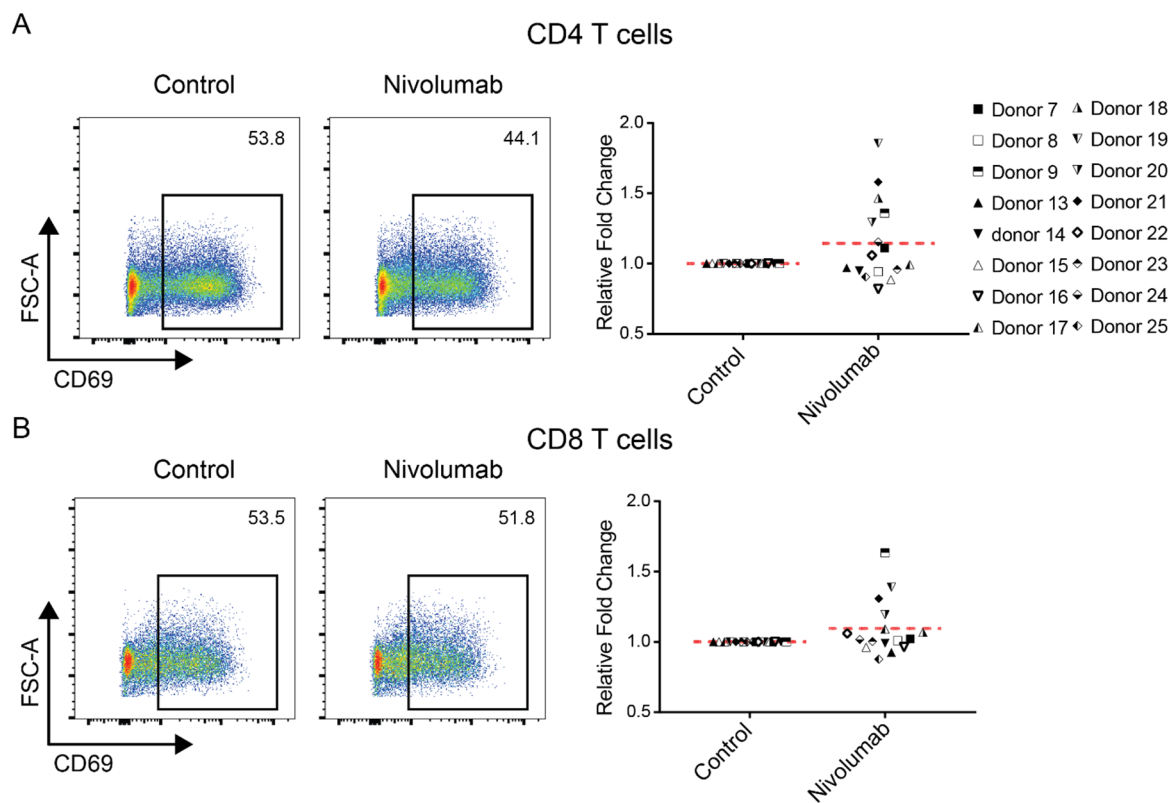 A
CD4 T cells
Control
Nivolumab
53.8
44.1
FSC-A
CD69
Relative Fold Change
2.0
1.5
1.0
0.5
Control
Nivolumab
Donor 7
Donor 8
Donor 9
Donor 13
donor 14
Donor 15
Donor 16
Donor 17
Donor 18
Donor 19
Donor 20
Donor 21
Donor 22
Donor 23
Donor 24
Donor 25
B
CD8 T cells
Control
Nivolumab
53.5
51.8
FSC-A
CD69
Relative Fold Change
2.0
1.5
1.0
0.5
Control
Nivolumab